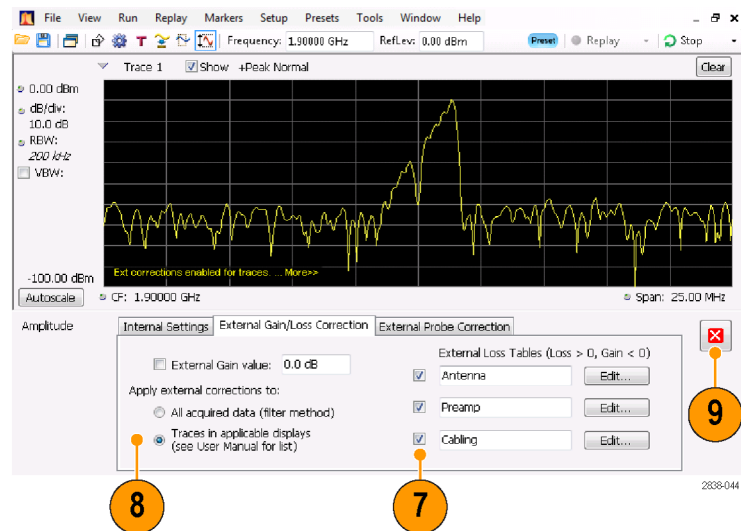 File View Run Replay Markers Setup Presets Tools Window Help
T Frequency: 1.90000 GHz RefLev: 0.00 dBm Preset Replay Stop
Trace 1 Show +Peak Normal Clear
0.00 dBm
dB/div:
10.0 dB
RBW:
200 kHz
VBW:
-100.00 dBm
Ext corrections enabled for traces. ... More>>
Autoscale CF: 1.90000 GHz Span: 25.00 MHz
Amplitude
Internal Settings External Gain/Loss Correction External Probe Correction
External Gain value: 0.0 dB
External Loss Tables (Loss > 0, Gain < 0)
Antenna Edit...
Apply external corrections to:
All acquired data (filter method)
Preamp Edit...
Traces in applicable displays
(see User Manual for list)
Cabling Edit...
9
8
7
2838-044